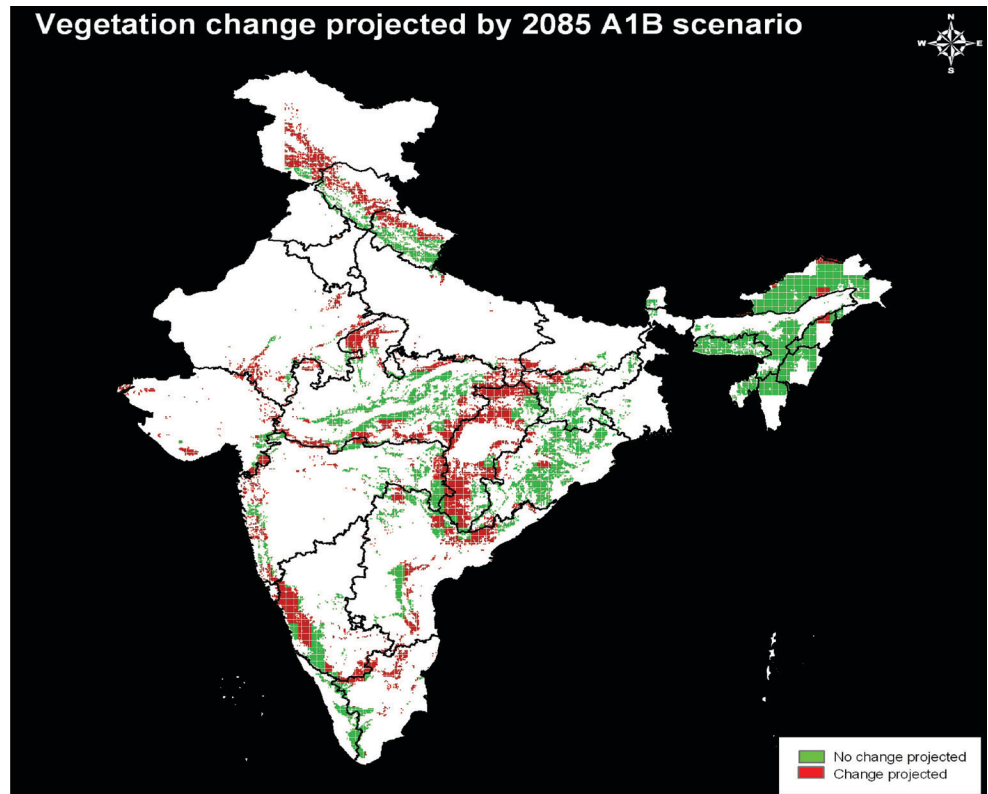 Vegetation change projected by 2085 A1B scenario
N
W E
S
No change projected
Change projected